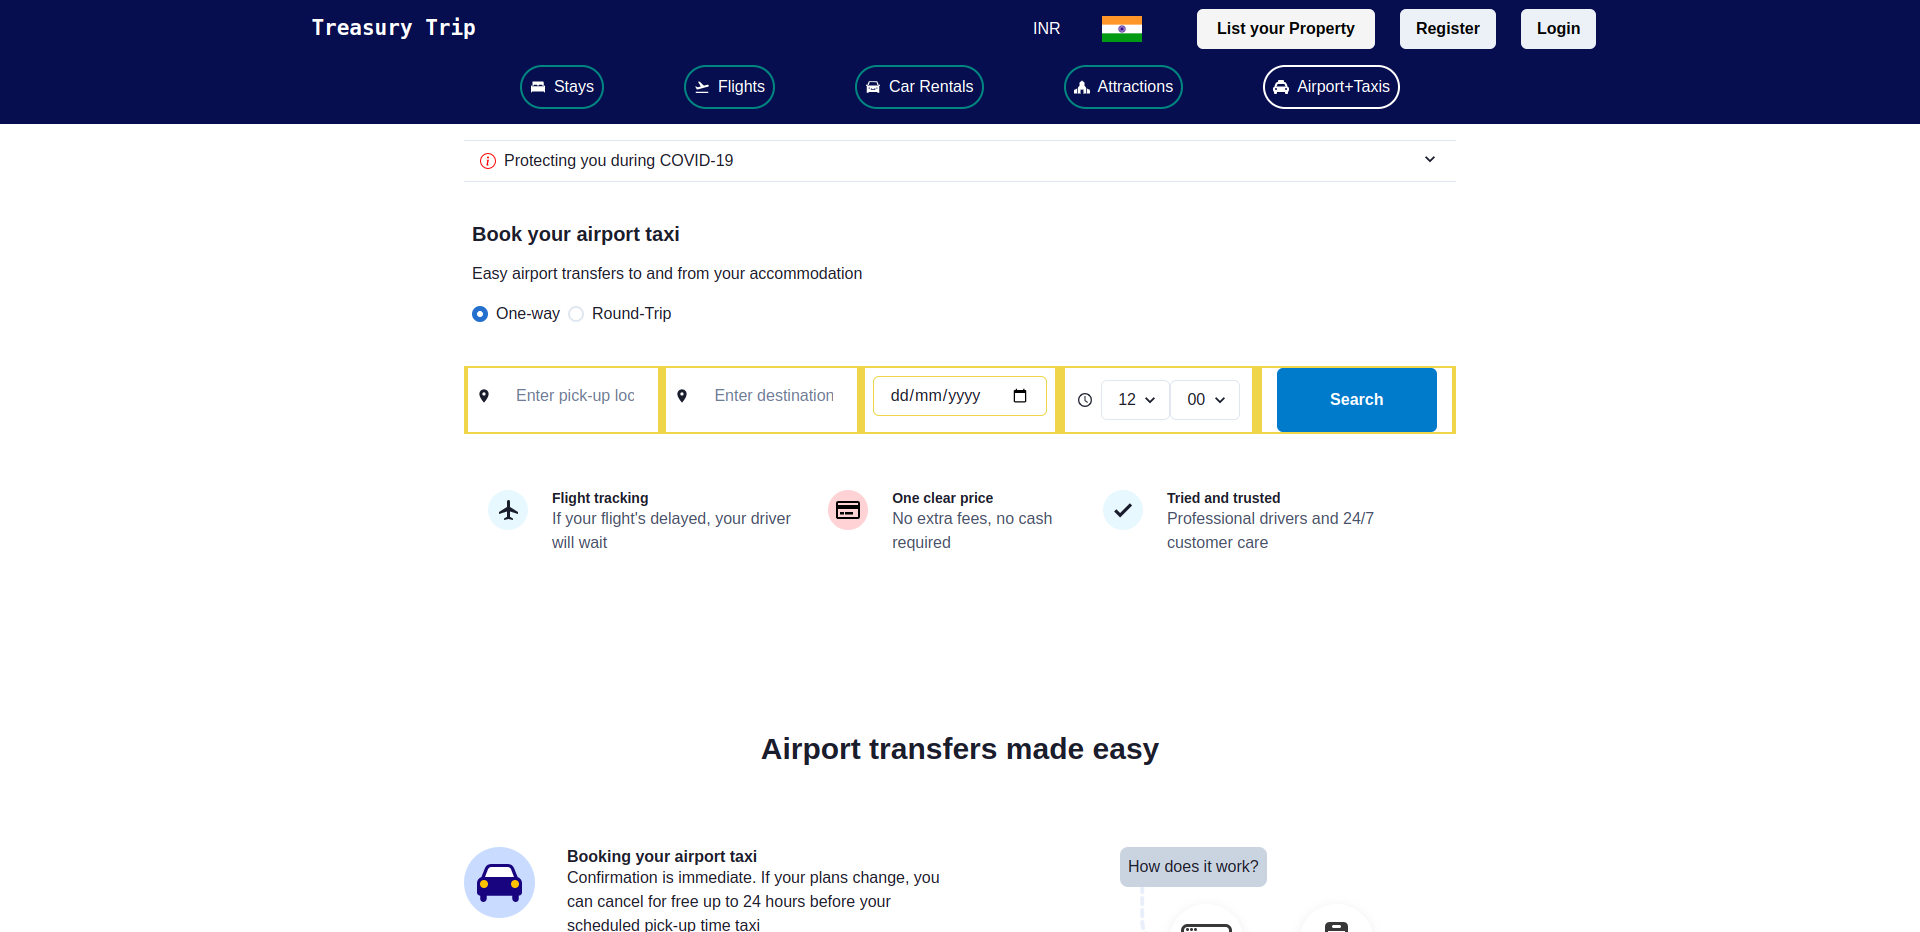 Treasury Trip
INR
List your Property
Register
Login
Stays
Flights
Car Rentals
Attractions
Airport+Taxis
Protecting you during COVID-19
Book your airport taxi
Easy airport transfers to and from your accommodation
One-way
Round-Trip
Enter pick-up loc
Enter destination
dd/mm/yyyy
12
00
Search
Flight tracking
If your flight's delayed, your driver
will wait
One clear price
No extra fees, no cash
required
Tried and trusted
Professional drivers and 24/7
customer care
Airport transfers made easy
Booking your airport taxi
Confirmation is immediate. If your plans change, you
can cancel for free up to 24 hours before your
scheduled pick-up time taxi
How does it work?